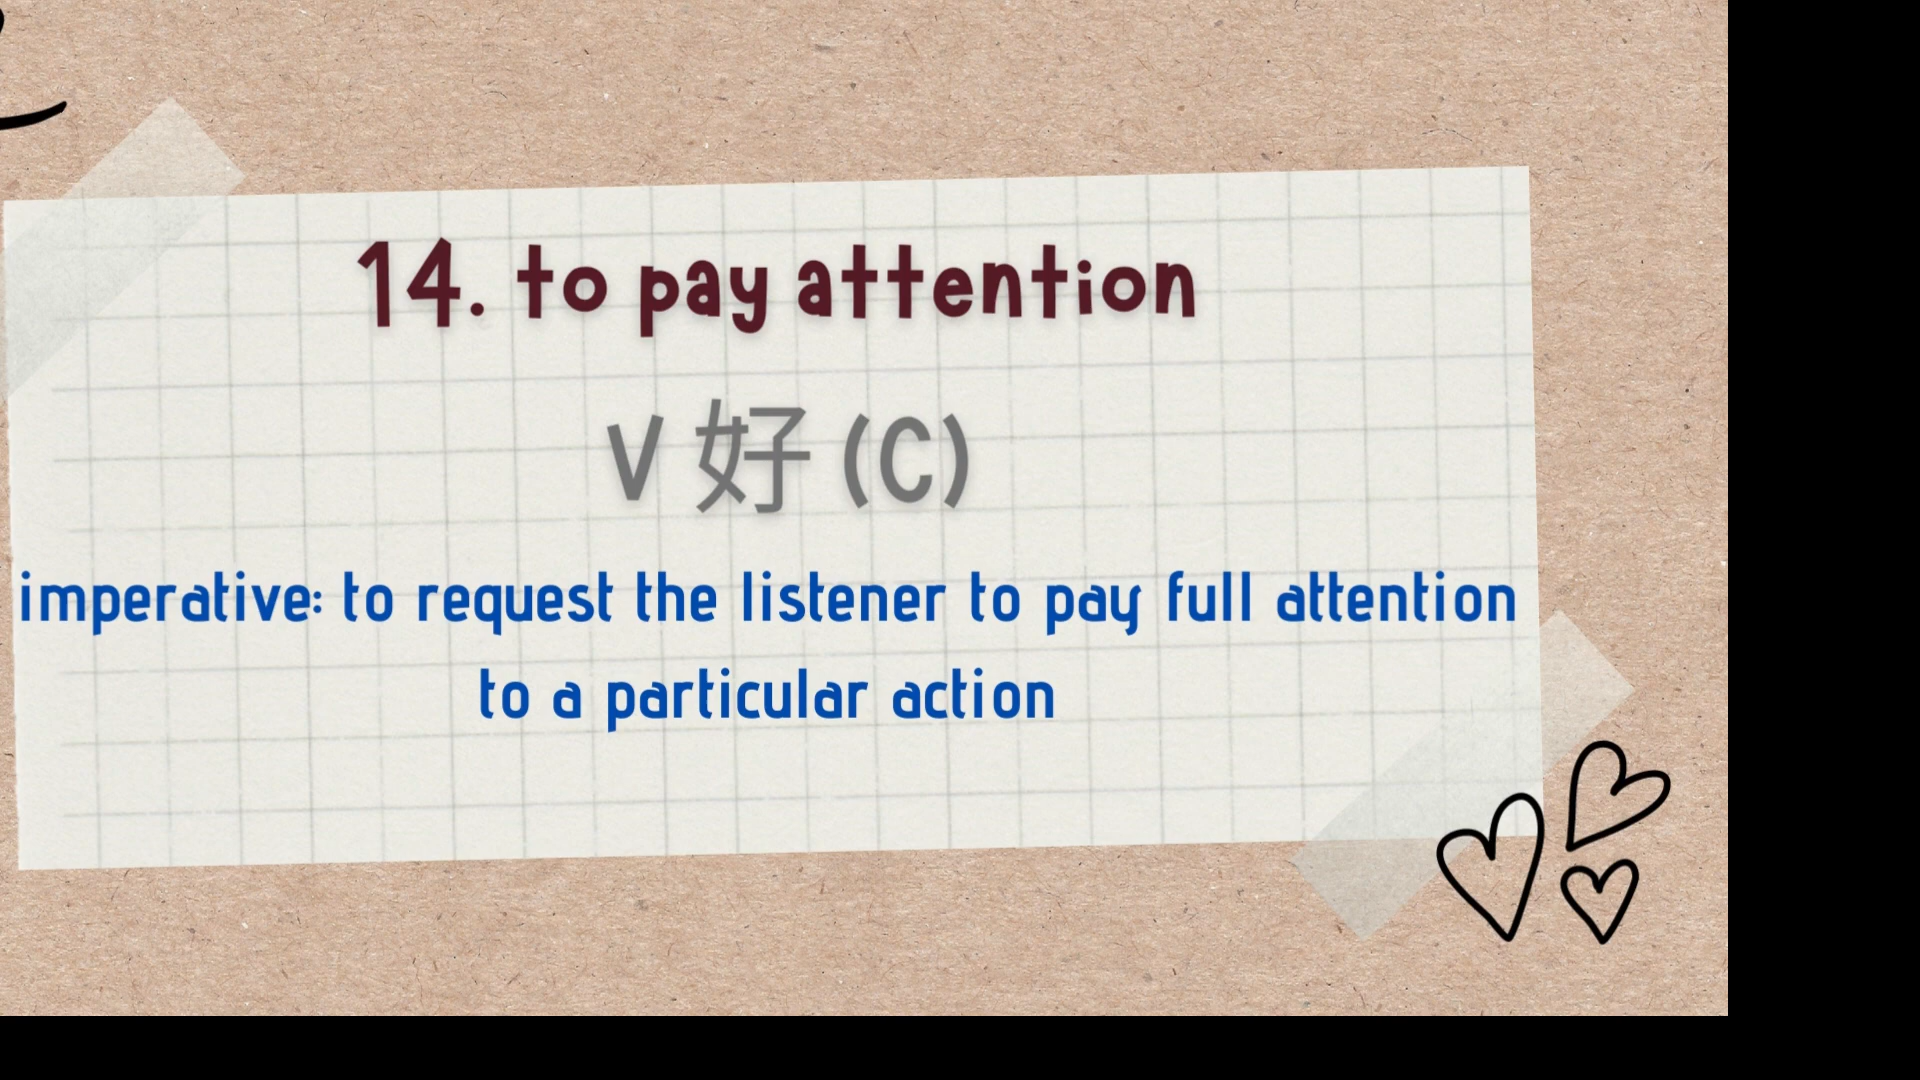 14. to pay attention
V 好 (C)
imperative: to request the listener to pay full attention
to a particular action